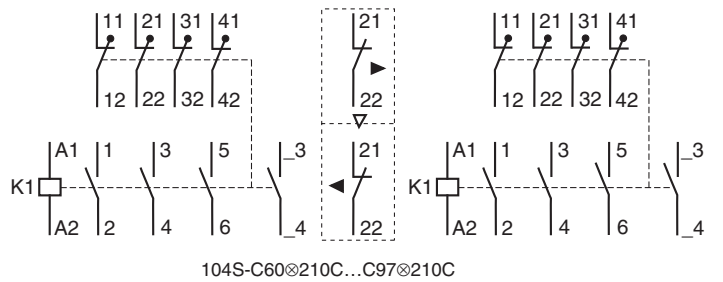 11 21 31 41 21 11 21 31 41
12 22 32 42 22 12 22 32 42
A1 1 3 5 _3 21 A1 1 3 5 _3
K1 K1
A2 2 4 6 _4 22 A2 2 4 6 _4
104S-C60⊗210C...C97⊗210C